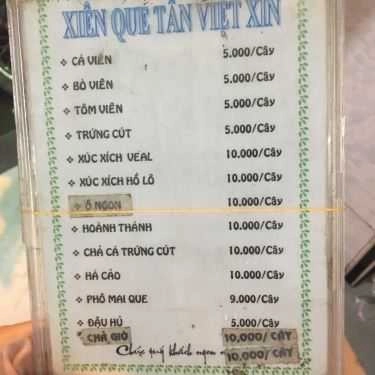 XIÊN QUE TÂN VIỆT XIN
❖ CÁ VIÊN 5.000/Cây
❖ BÒ VIÊN 5.000/Cây
❖ TÔM VIÊN 5.000/Cây
❖ TRỨNG CÚT 5.000/Cây
❖ XÚC XÍCH VEAL 10.000/Cây
❖ XÚC XÍCH HỒ LÔ 10.000/Cây
❖ Ố NGON 10.000/Cây
❖ HOÀNH THÁNH 10.000/Cây
❖ CHẢ CÁ TRỨNG CÚT 10.000/Cây
❖ HÁ CẢO 10.000/Cây
❖ PHÔ MAI QUE 9.000/Cây
❖ ĐẬU HỦ 5.000/Cây
❖ CHẢ GIÒ 10,000/ CÂY
Chúc quý khách ngon 10,000/ CÂY